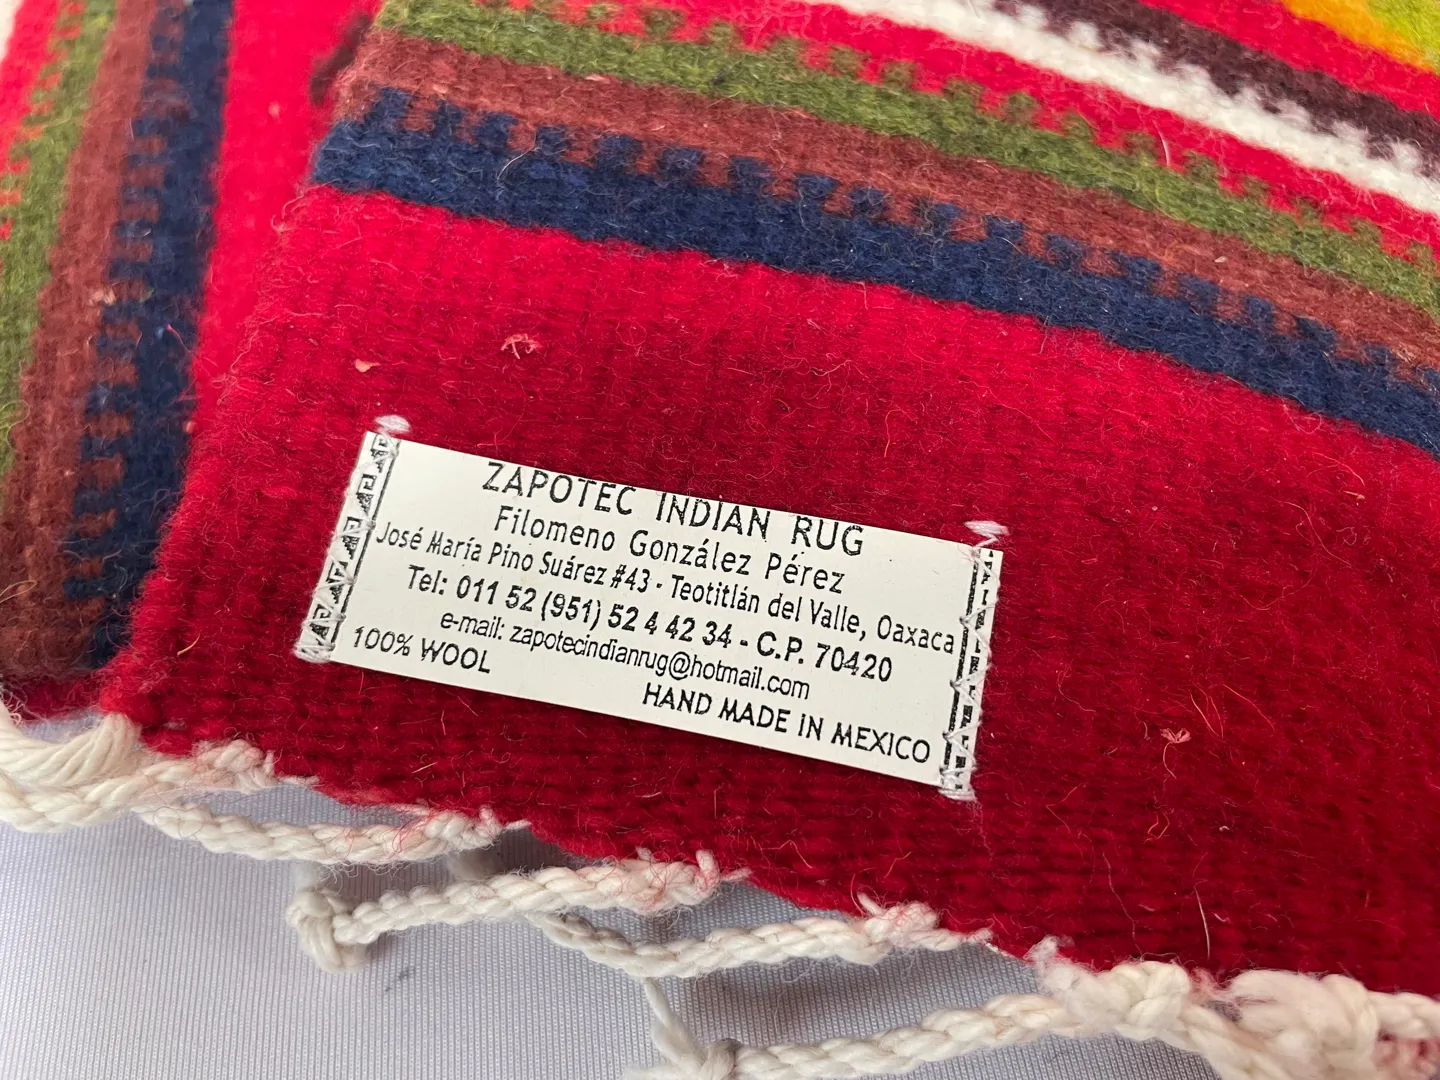 ZAPOTEC INDIAN RUG
Filomeno González Pérez
José María Pino Suárez #43 - Teotitlán del Valle, Oaxaca
Tel: 011 52 (951) 52 4 42 34 - C.P. 70420
e-mail: zapotecindianrug@hotmail.com
100% WOOL
HAND MADE IN MEXICO